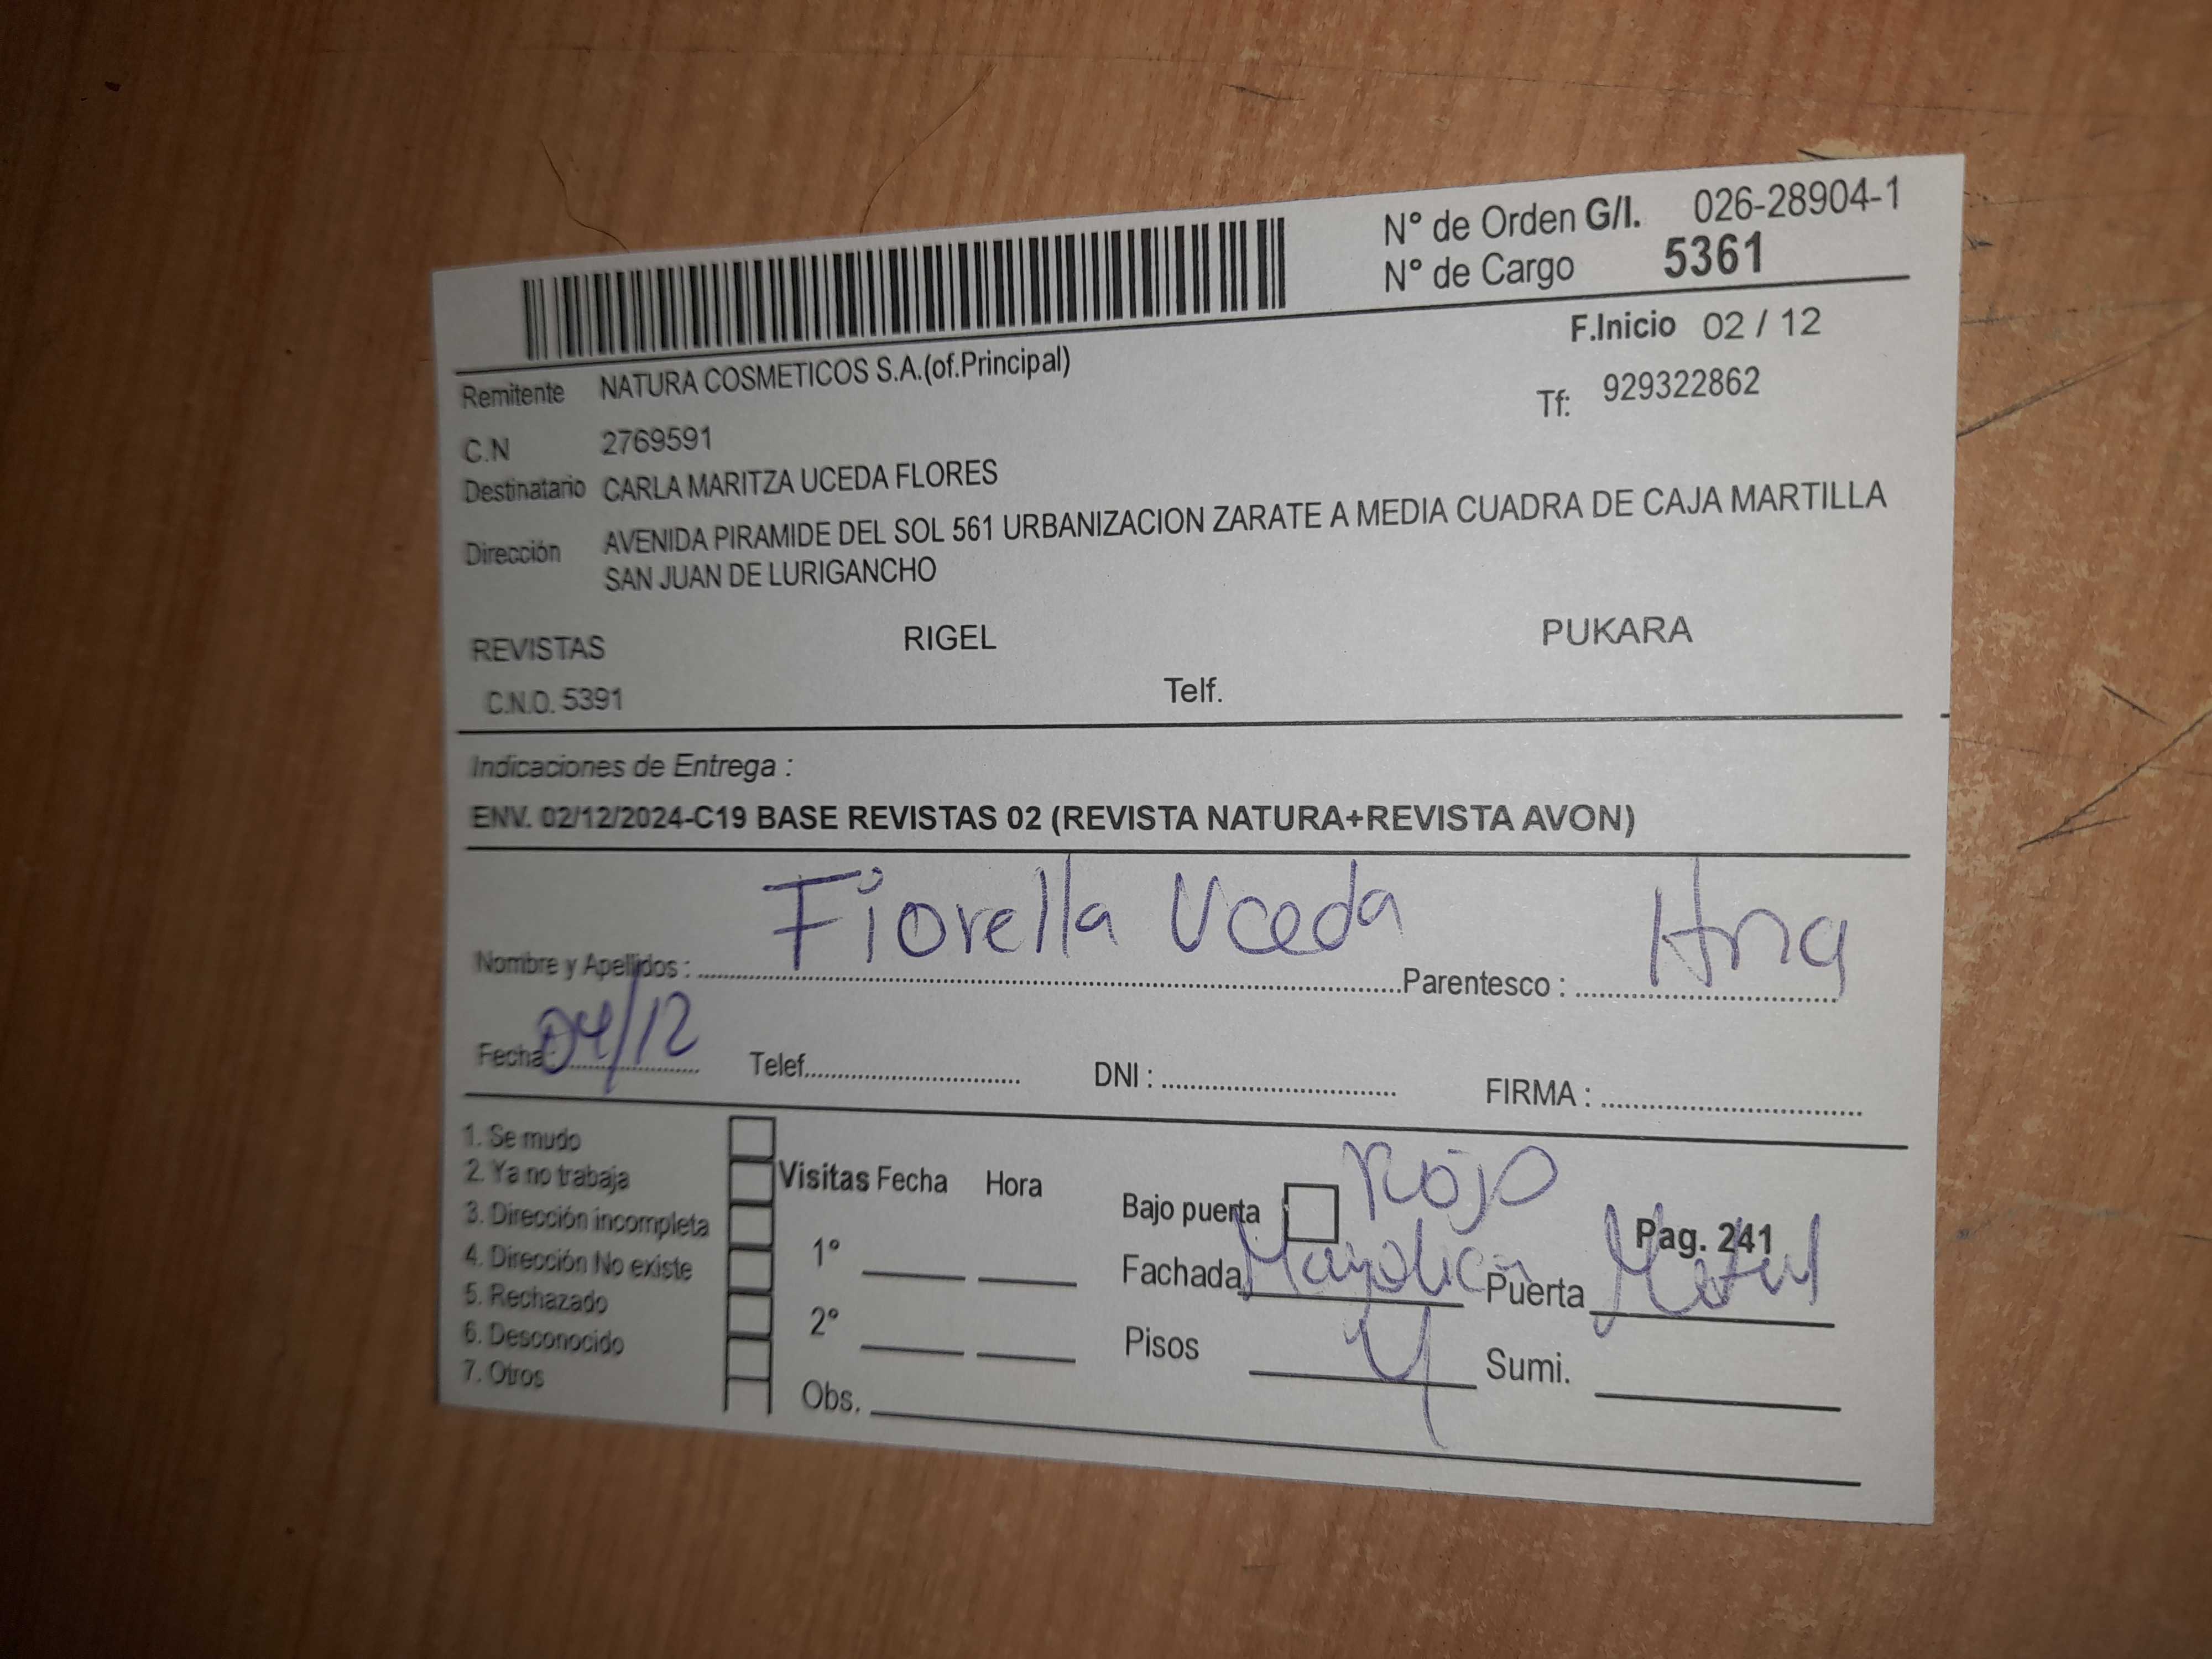 N° de Orden G/I. 026-28904-1
N° de Cargo 5361
F.Inicio 02 / 12
Remitente NATURA COSMETICOS S.A.(of.Principal)
Tf: 929322862
C.N 2769591
Destinatario CARLA MARITZA UCEDA FLORES
Dirección AVENIDA PIRAMIDE DEL SOL 561 URBANIZACION ZARATE A MEDIA CUADRA DE CAJA MARTILLA
SAN JUAN DE LURIGANCHO
REVISTAS RIGEL PUKARA
C.N.O. 5391 Telf.
Indicaciones de Entrega :
ENV. 02/12/2024-C19 BASE REVISTAS 02 (REVISTA NATURA+REVISTA AVON)
Nombre y Apellidos : Fiorella Uceda Parentesco : Hna
Fecha: 04/12 Telef. DNI : FIRMA :
1. Se mudo
2. Ya no trabaja
3. Dirección incompleta
4. Dirección No existe
5. Rechazado
6. Desconocido
7. Otros
Visitas Fecha Hora
1°
2°
Obs.
Bajo puerta Rojo
Pag. 241
Fachada Mayolica Puerta Metal
Pisos 4 Sumi.